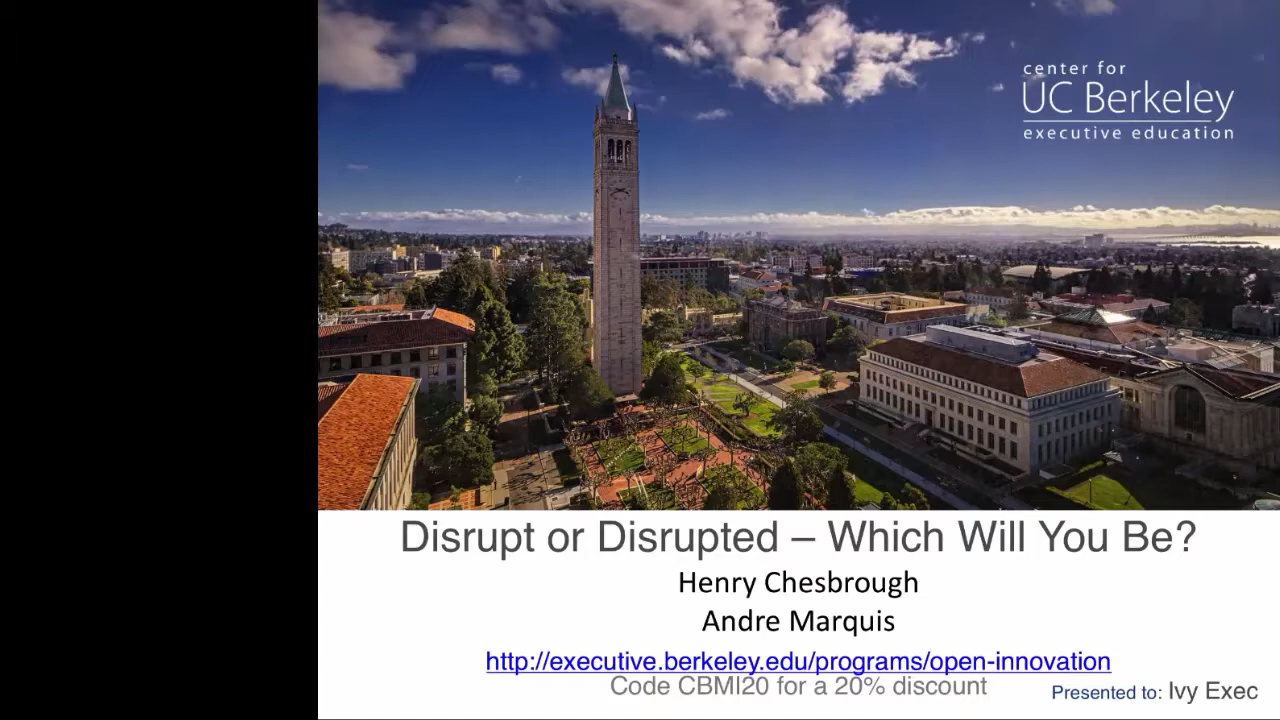 center for
UC Berkeley
executive education
Disrupt or Disrupted – Which Will You Be?
Henry Chesbrough
Andre Marquis
http://executive.berkeley.edu/programs/open-innovation
Code CBMI20 for a 20% discount
Presented to: Ivy Exec